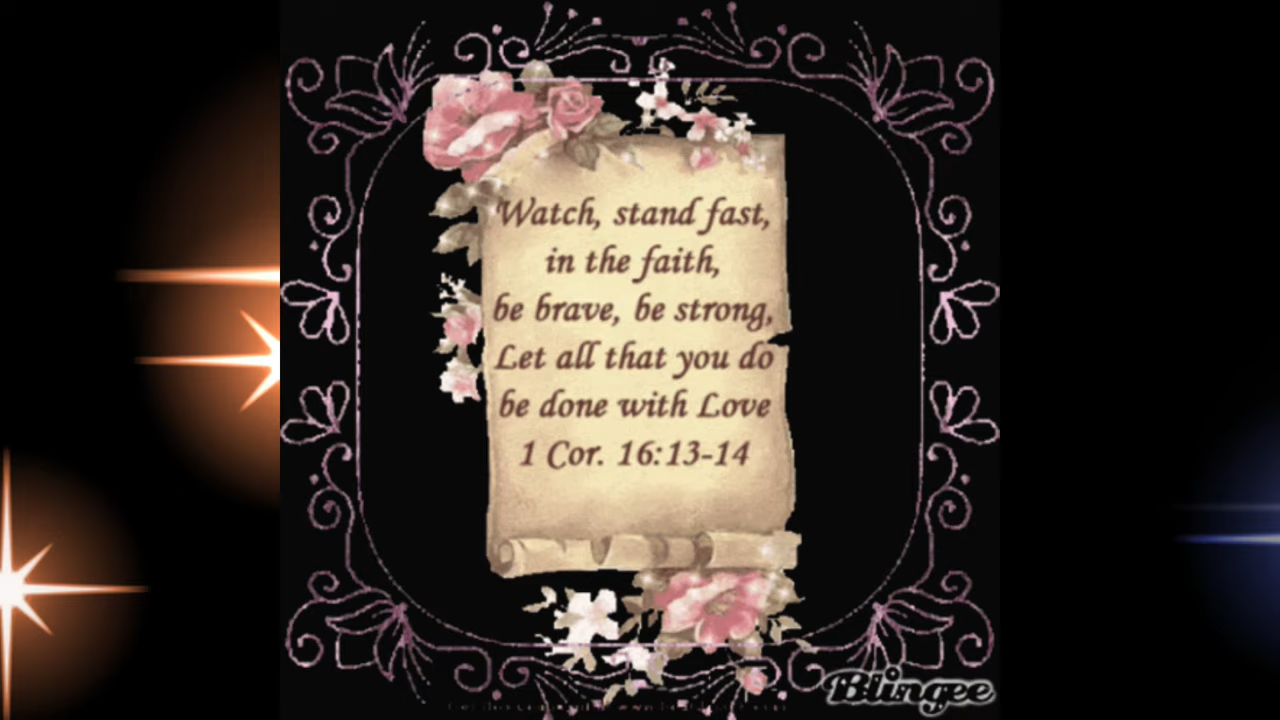 Watch, stand fast,
in the faith,
be brave, be strong,
Let all that you do
be done with Love
1 Cor. 16:13-14
Blingee